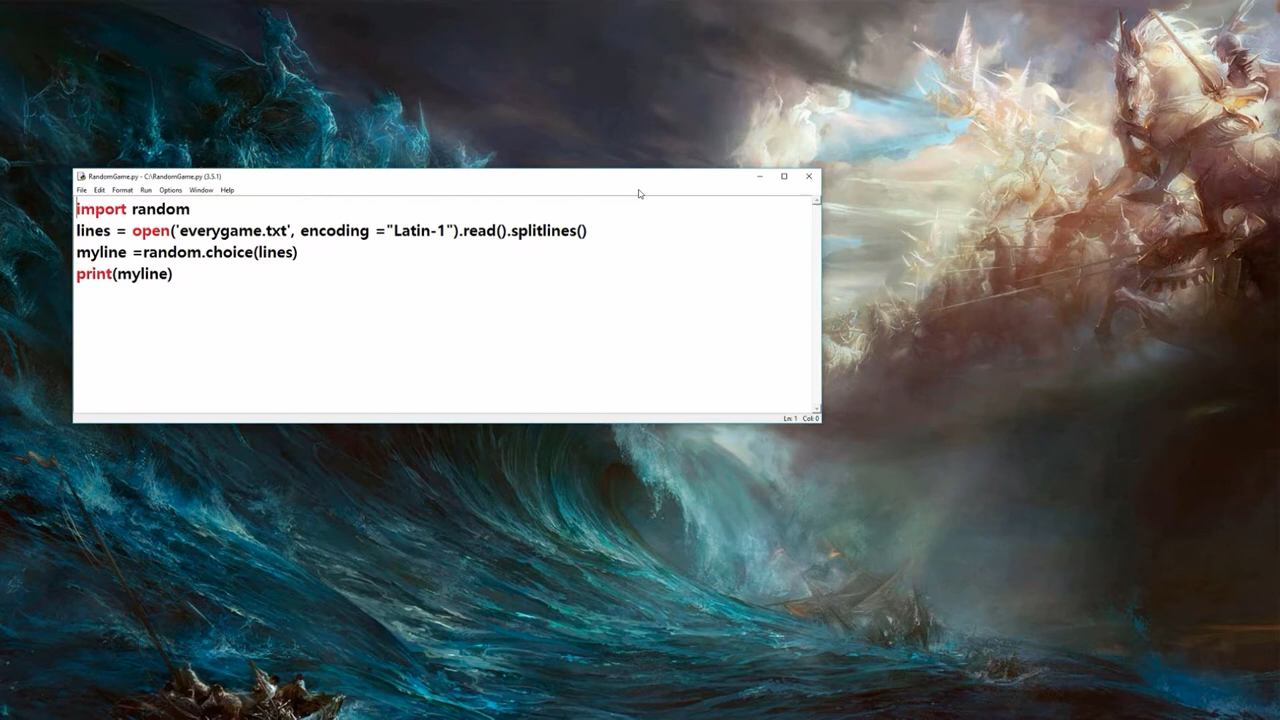 RandomGame.py - C:\RandomGame.py (3.5.1)
File Edit Format Run Options Window Help
import random
lines = open('everygame.txt', encoding ="Latin-1").read().splitlines()
myline =random.choice(lines)
print(myline)
Ln: 1 Col: 0